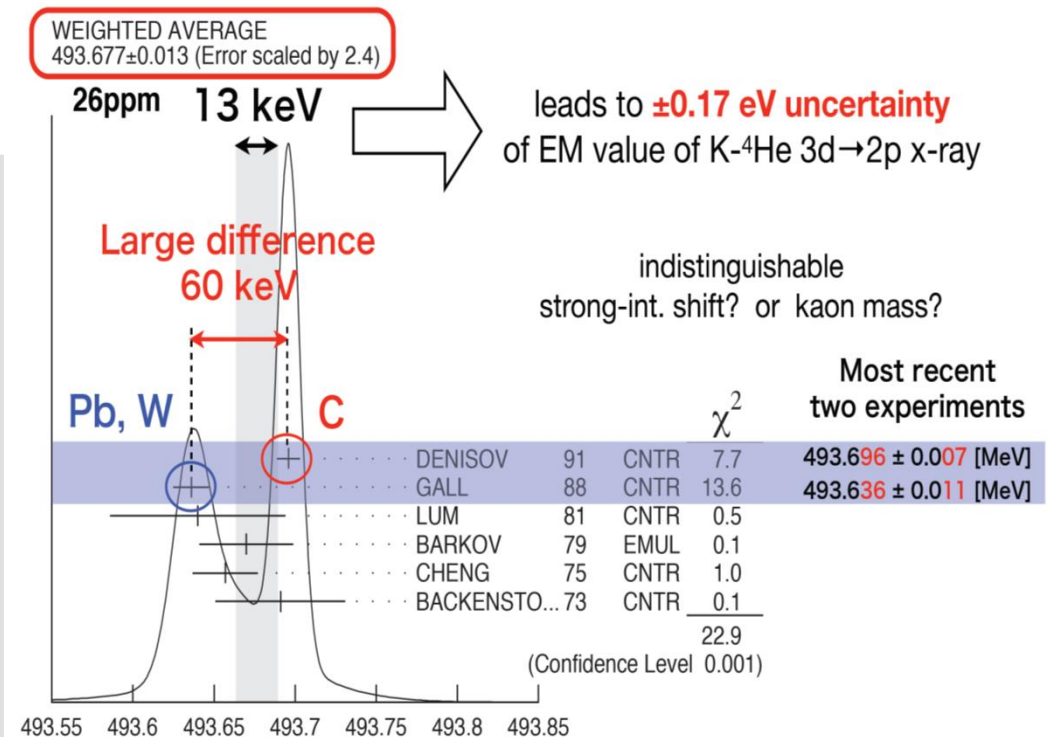 WEIGHTED AVERAGE
493.677±0.013 (Error scaled by 2.4)
26ppm 13 keV
leads to ±0.17 eV uncertainty
of EM value of K-⁴He 3d→2p x-ray
Large difference
60 keV
indistinguishable
strong-int. shift? or kaon mass?
Most recent
two experiments
Pb, W
C
χ²
DENISOV 91 CNTR 7.7 493.696 ± 0.007 [MeV]
GALL 88 CNTR 13.6 493.636 ± 0.011 [MeV]
LUM 81 CNTR 0.5
BARKOV 79 EMUL 0.1
CHENG 75 CNTR 1.0
BACKENSTO... 73 CNTR 0.1
22.9
(Confidence Level 0.001)
493.55 493.6 493.65 493.7 493.75 493.8 493.85